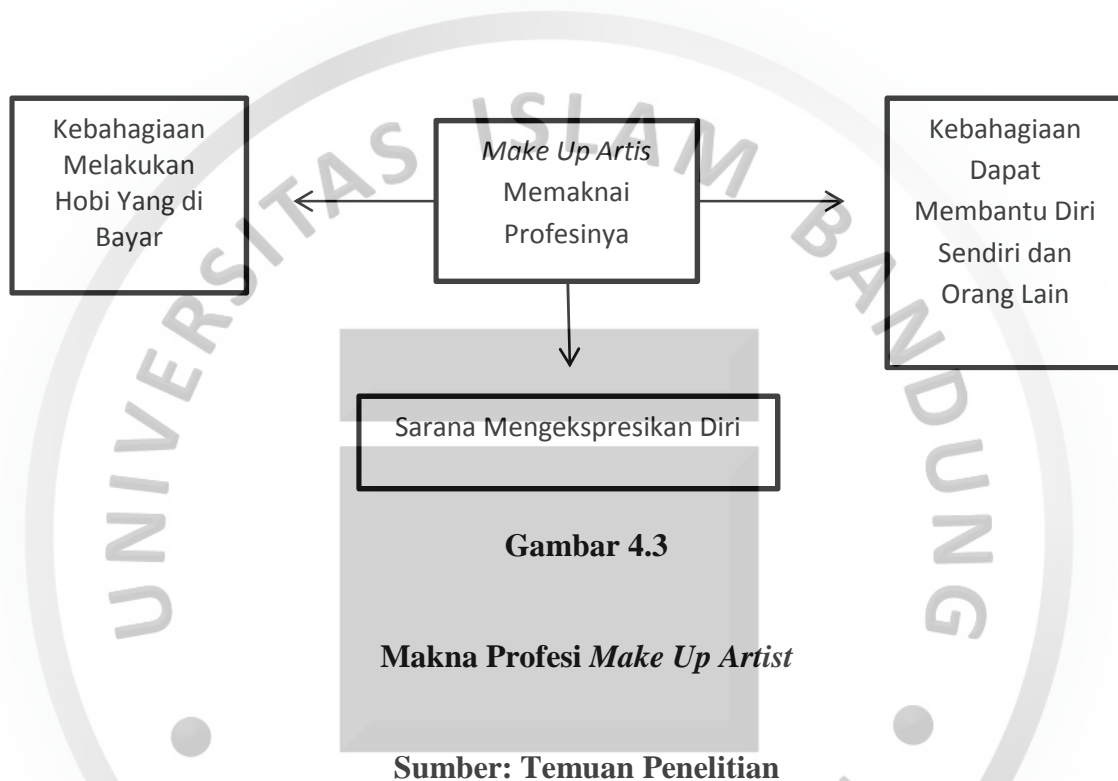 UNIVERSITAS ISLAM BANDUNG
Kebahagiaan
Melakukan
Hobi Yang di
Bayar
Make Up Artis
Memaknai
Profesinya
Kebahagiaan
Dapat
Membantu Diri
Sendiri dan
Orang Lain
Sarana Mengekspresikan Diri
Gambar 4.3
Makna Profesi Make Up Artist
Sumber: Temuan Penelitian